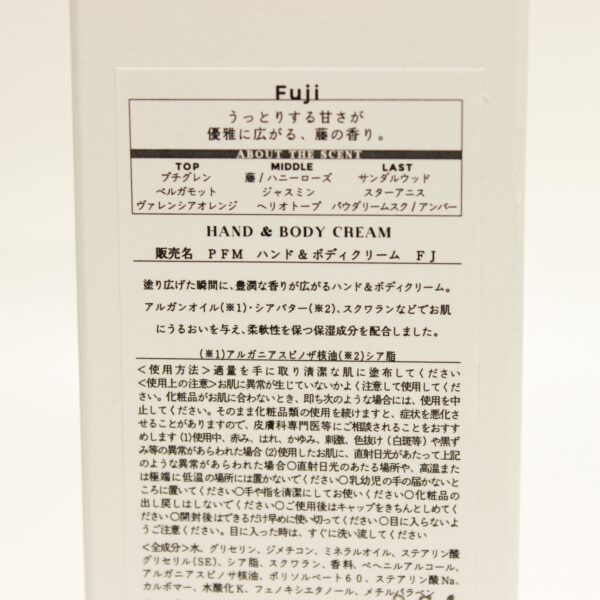 Fuji
うっとりする甘さが
優雅に広がる、藤の香り。
ABOUT THE SCENT
TOP MIDDLE LAST
プチグレン 藤/ハニーローズ サンダルウッド
ベルガモット ジャスミン スターアニス
ヴァレンシアオレンジ ヘリオトープ パウダリームスク/アンバー
HAND & BODY CREAM
販売名 PFM ハンド&ボディクリーム FJ
塗り広げた瞬間に、豊潤な香りが広がるハンド&ボディクリーム。
アルガンオイル(※1)・シアバター(※2)、スクワランなどでお肌
にうるおいを与え、柔軟性を保つ保湿成分を配合しました。
(※1)アルガニアスピノザ核油(※2)シア脂
<使用方法>適量を手に取り清潔な肌に塗布してください
<使用上の注意>お肌に異常が生じていないかよく注意して使用してく
ださい。化粧品がお肌に合わないとき、即ち次のような場合には、使用を中
止してください。そのまま化粧品類の使用を続けますと、症状を悪化さ
せることがありますので、皮膚科専門医等にご相談されることをおすす
めします(1)使用中、赤み、はれ、かゆみ、刺激、色抜け(白斑等)や黒ず
み等の異常があらわれた場合(2)使用したお肌に、直射日光があたって上記
のような異常があらわれた場合〇直射日光のあたる場所や、高温また
は極端に低温の場所には置かないでください〇乳幼児の手の届かないと
ころに置いてください〇手や指を清潔にしてお使いください〇化粧品の
出し戻しはしないでください〇ご使用後はキャップをきちんとしめてく
ださい〇開封後はできるだけ早めに使い切ってください〇目に入らないよ
うご注意ください。目に入った時は、すぐに洗い流してください
<全成分>水、グリセリン、ジメチコン、ミネラルオイル、ステアリン酸
グリセリル(SE)、シア脂、スクワラン、香料、ベヘニルアルコール、
アルガニアスピノザ核油、ポリソルベート60、ステアリン酸Na、
カルボマー、水酸化K、フェノキシエタノール、メチルパラベン